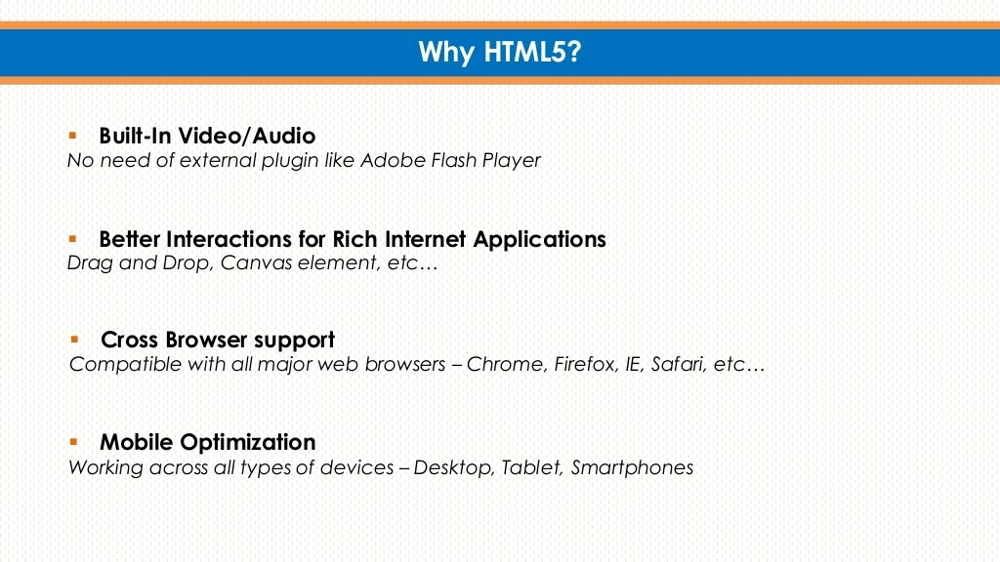 Why HTML5?
▪ Built-In Video/Audio
No need of external plugin like Adobe Flash Player
▪ Better Interactions for Rich Internet Applications
Drag and Drop, Canvas element, etc…
▪ Cross Browser support
Compatible with all major web browsers – Chrome, Firefox, IE, Safari, etc…
▪ Mobile Optimization
Working across all types of devices – Desktop, Tablet, Smartphones